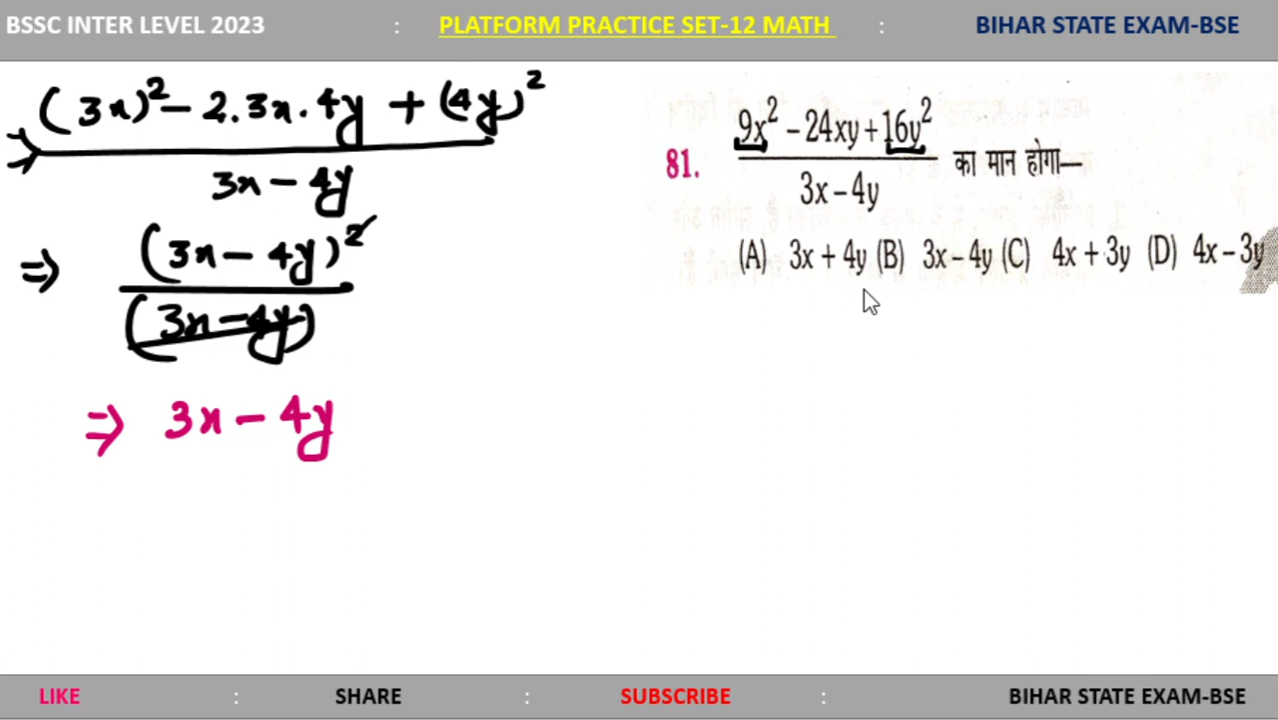 BSSC INTER LEVEL 2023 : PLATFORM PRACTICE SET-12 MATH : BIHAR STATE EXAM-BSE
⇒ (3x)² - 2.3x.4y + (4y)²
3x - 4y
⇒ (3x - 4y)²
(3x - 4y)
⇒ 3x - 4y
9x² - 24xy + 16y²
81. का मान होगा—
3x - 4y
(A) 3x + 4y (B) 3x - 4y (C) 4x + 3y (D) 4x - 3y
LIKE : SHARE : SUBSCRIBE : BIHAR STATE EXAM-BSE